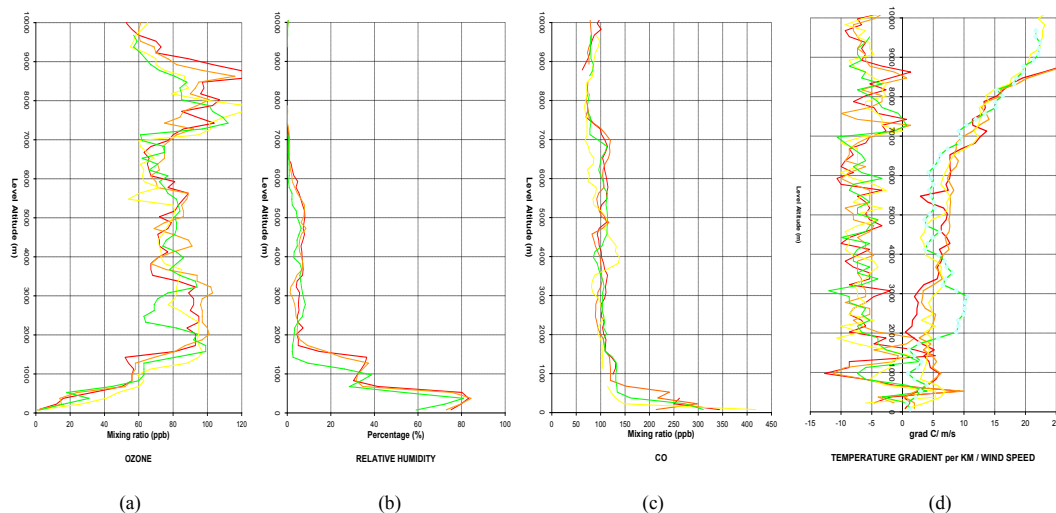 10000
9000
8000
7000
6000
5000
4000
3000
2000
1000
0
Level Altitude (m)
0 20 40 60 80 100 120
Mixing ratio (ppb)
OZONE
(a)
10000
9000
8000
7000
6000
5000
4000
3000
2000
1000
0
Level Altitude (m)
0 20 40 60 80 100
Percentage (%)
RELATIVE HUMIDITY
(b)
10000
9000
8000
7000
6000
5000
4000
3000
2000
1000
0
Level Altitude (m)
0 50 100 150 200 250 300 350 400 450
Mixing ratio (ppb)
CO
(c)
10000
9000
8000
7000
6000
5000
4000
3000
2000
1000
0
Level Altitude (m)
-15 -10 -5 0 5 10 15 20 25
grad C/ m/s
TEMPERATURE GRADIENT per KM / WIND SPEED
(d)